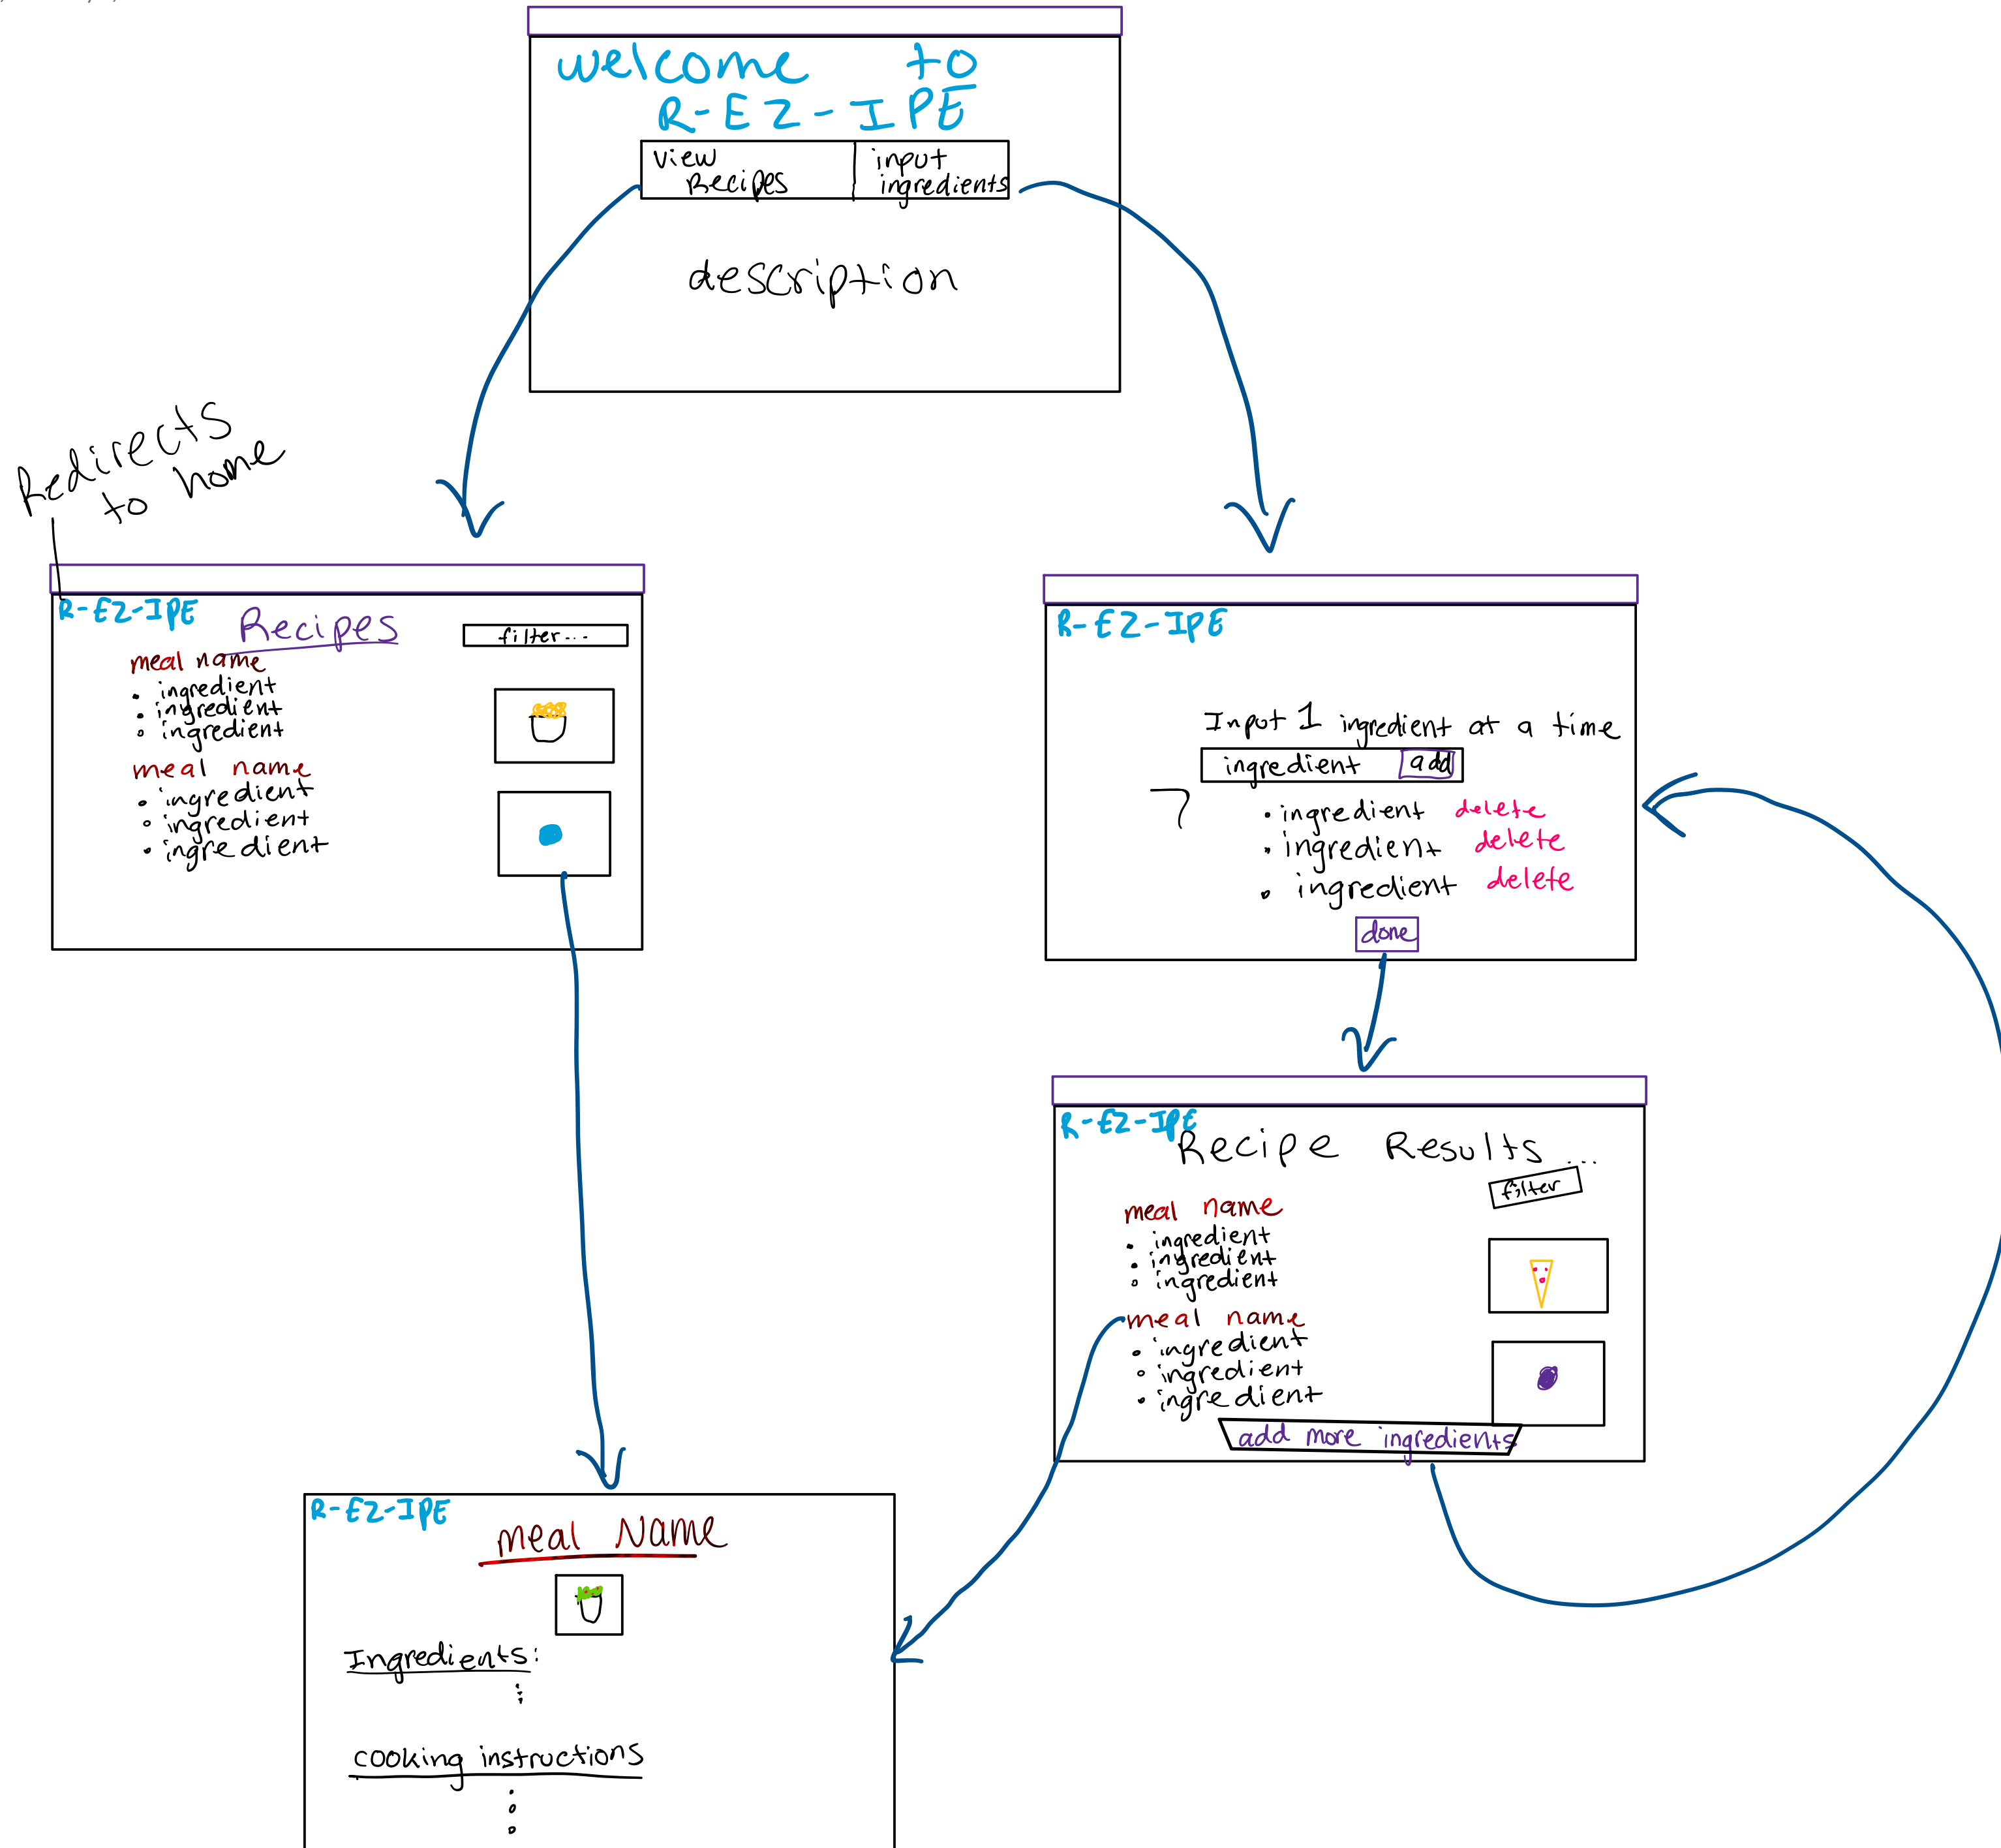 welcome to
R-EZ-IPE
view
Recipes
input
ingredients
description
Redirects
to home
R-EZ-IPE
Recipes
filter...
meal name
• ingredient
• ingredient
• ingredient
meal name
• ingredient
• ingredient
• ingredient
R-EZ-IPE
Input 1 ingredient at a time
ingredient add
• ingredient delete
• ingredient delete
• ingredient delete
done
R-EZ-IPE
Recipe Results ...
filter
meal name
• ingredient
• ingredient
• ingredient
meal name
• ingredient
• ingredient
• ingredient
add more ingredients
R-EZ-IPE
meal Name
Ingredients:
cooking instructions